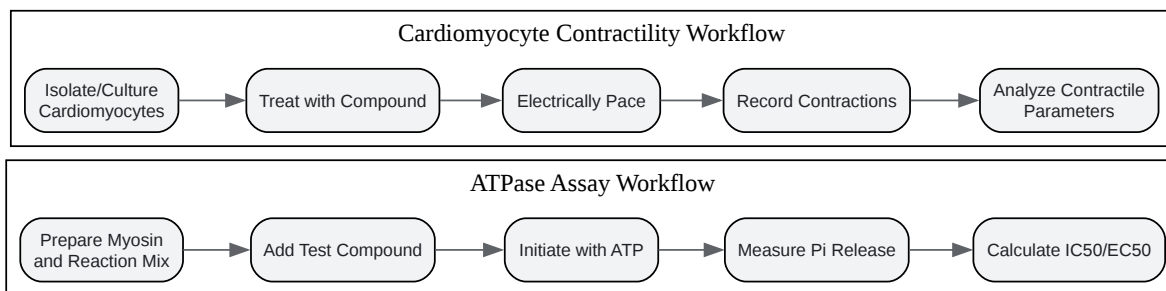 Cardiomyocyte Contractility Workflow
Isolate/Culture
Cardiomyocytes
Treat with Compound
Electrically Pace
Record Contractions
Analyze Contractile
Parameters
ATPase Assay Workflow
Prepare Myosin
and Reaction Mix
Add Test Compound
Initiate with ATP
Measure Pi Release
Calculate IC50/EC50